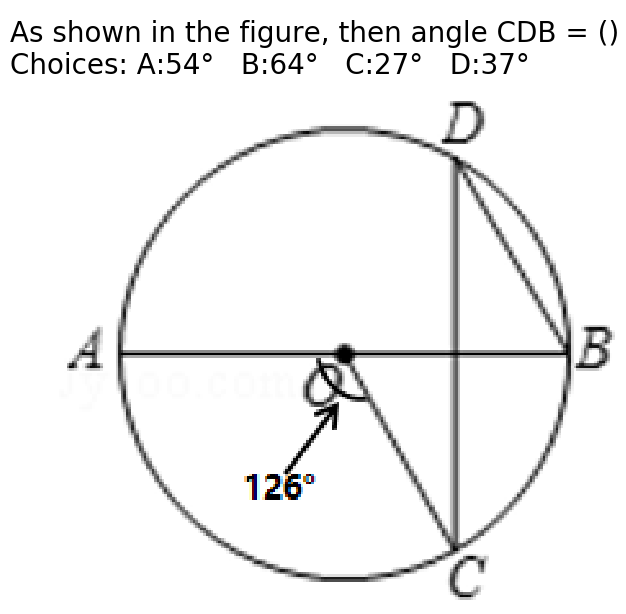 As shown in the figure, then angle CDB = ()
Choices: A:54° B:64° C:27° D:37°
D
A
B
O
126°
C